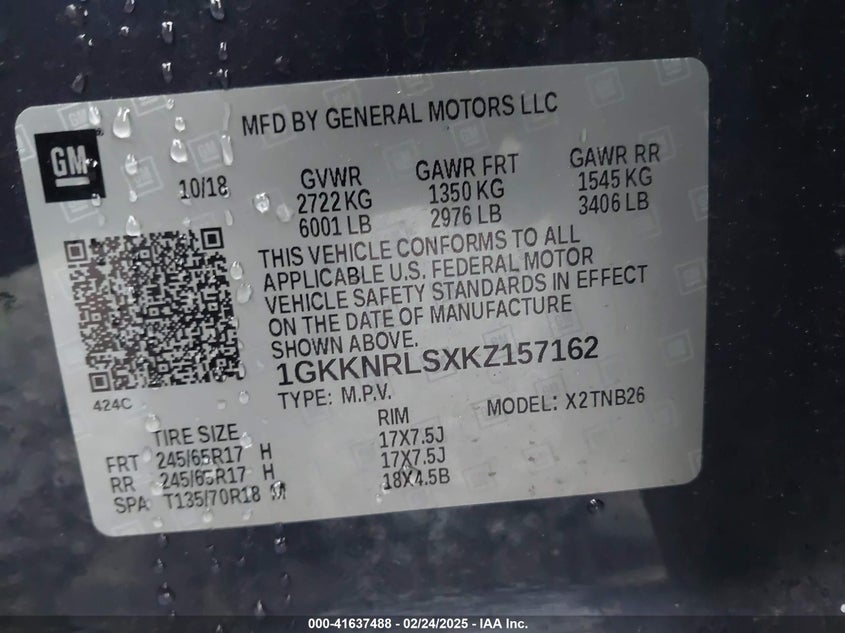 MFD BY GENERAL MOTORS LLC
GM
10/18
GVWR GAWR FRT GAWR RR
2722 KG 1350 KG 1545 KG
6001 LB 2976 LB 3406 LB
THIS VEHICLE CONFORMS TO ALL
APPLICABLE U.S. FEDERAL MOTOR
VEHICLE SAFETY STANDARDS IN EFFECT
ON THE DATE OF MANUFACTURE
SHOWN ABOVE.
1GKKNRLSXKZ157162
424C
TYPE: M.P.V. MODEL: X2TNB26
TIRE SIZE RIM
FRT 245/65R17 H 17X7.5J
RR 245/65R17 H 17X7.5J
SPA T135/70R18 M 18X4.5B
000-41637488 - 02/24/2025 - IAA Inc.